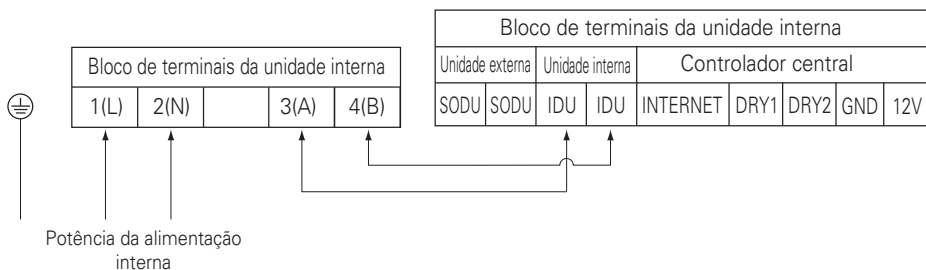 Bloco de terminais da unidade interna
Unidade externa Unidade interna Controlador central
SODU SODU IDU IDU INTERNET DRY1 DRY2 GND 12V
Bloco de terminais da unidade interna
1(L) 2(N) 3(A) 4(B)
Potência da alimentação
interna